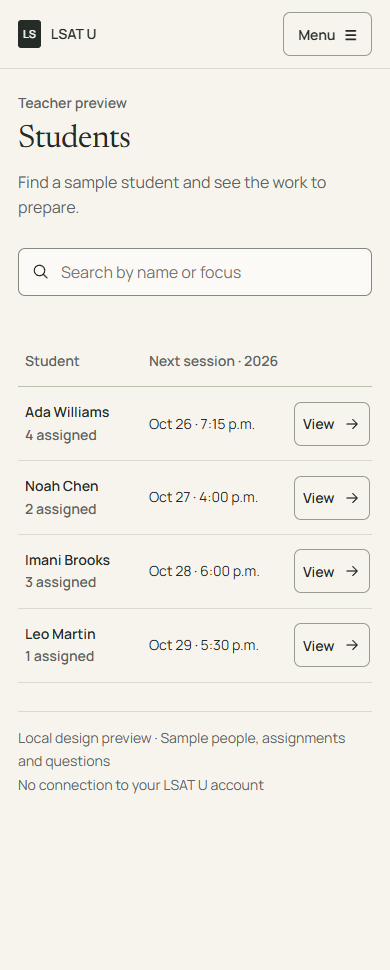 LS LSAT U Menu
Teacher preview
Students
Find a sample student and see the work to
prepare.
Search by name or focus
Student Next session · 2026
Ada Williams
4 assigned
Oct 26 · 7:15 p.m. View →
Noah Chen
2 assigned
Oct 27 · 4:00 p.m. View →
Imani Brooks
3 assigned
Oct 28 · 6:00 p.m. View →
Leo Martin
1 assigned
Oct 29 · 5:30 p.m. View →
Local design preview · Sample people, assignments
and questions
No connection to your LSAT U account